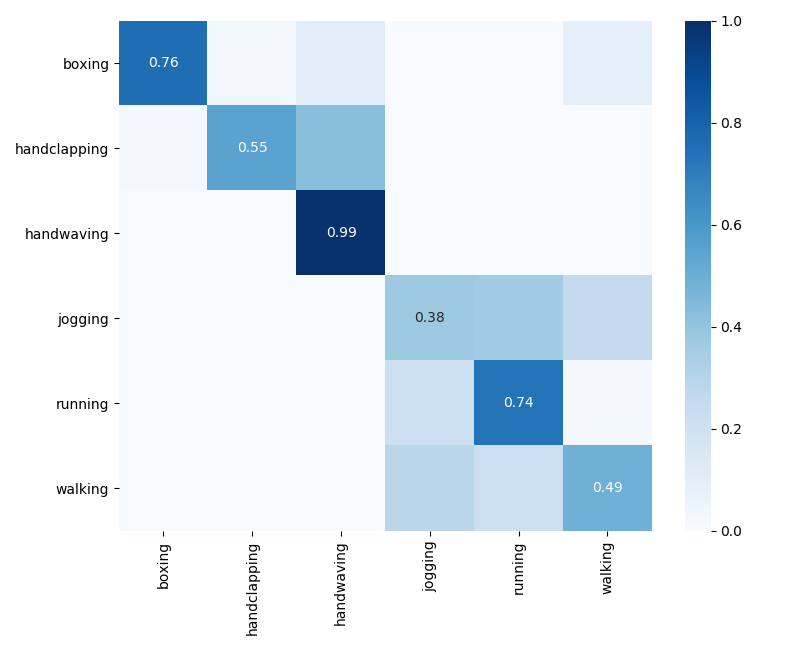 boxing
handclapping
handwaving
jogging
running
walking
0.76
0.55
0.99
0.38
0.74
0.49
boxing
handclapping
handwaving
jogging
running
walking
1.0
0.8
0.6
0.4
0.2
0.0